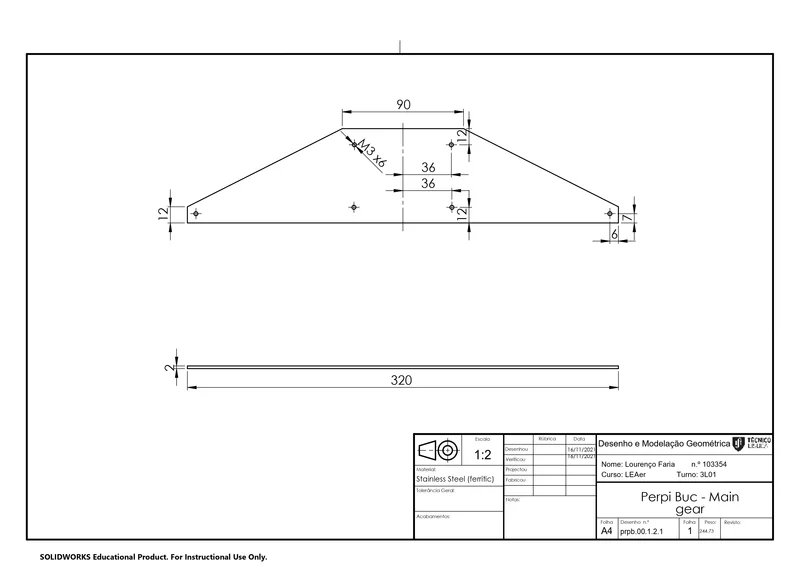 90
M3 x6
12
36
36
12
12
7
6
2
320
Escala
1:2
Material:
Stainless Steel (ferritic)
Tolerância Geral:
Acabamentos:
Rúbrica
Data
Desenhou
16/11/2021
Verificou
16/11/2021
Projectou
Fabricou
Notas:
Desenho e Modelação Geométrica
TÉCNICO
LISBOA
Nome: Lourenço Faria n.º 103354
Curso: LEAer Turno: 3L01
Perpi Buc - Main
gear
Folha
A4
Desenho n.º
prpb.00.1.2.1
Folha
1
Peso:
244.73
Revisão:
SOLIDWORKS Educational Product. For Instructional Use Only.